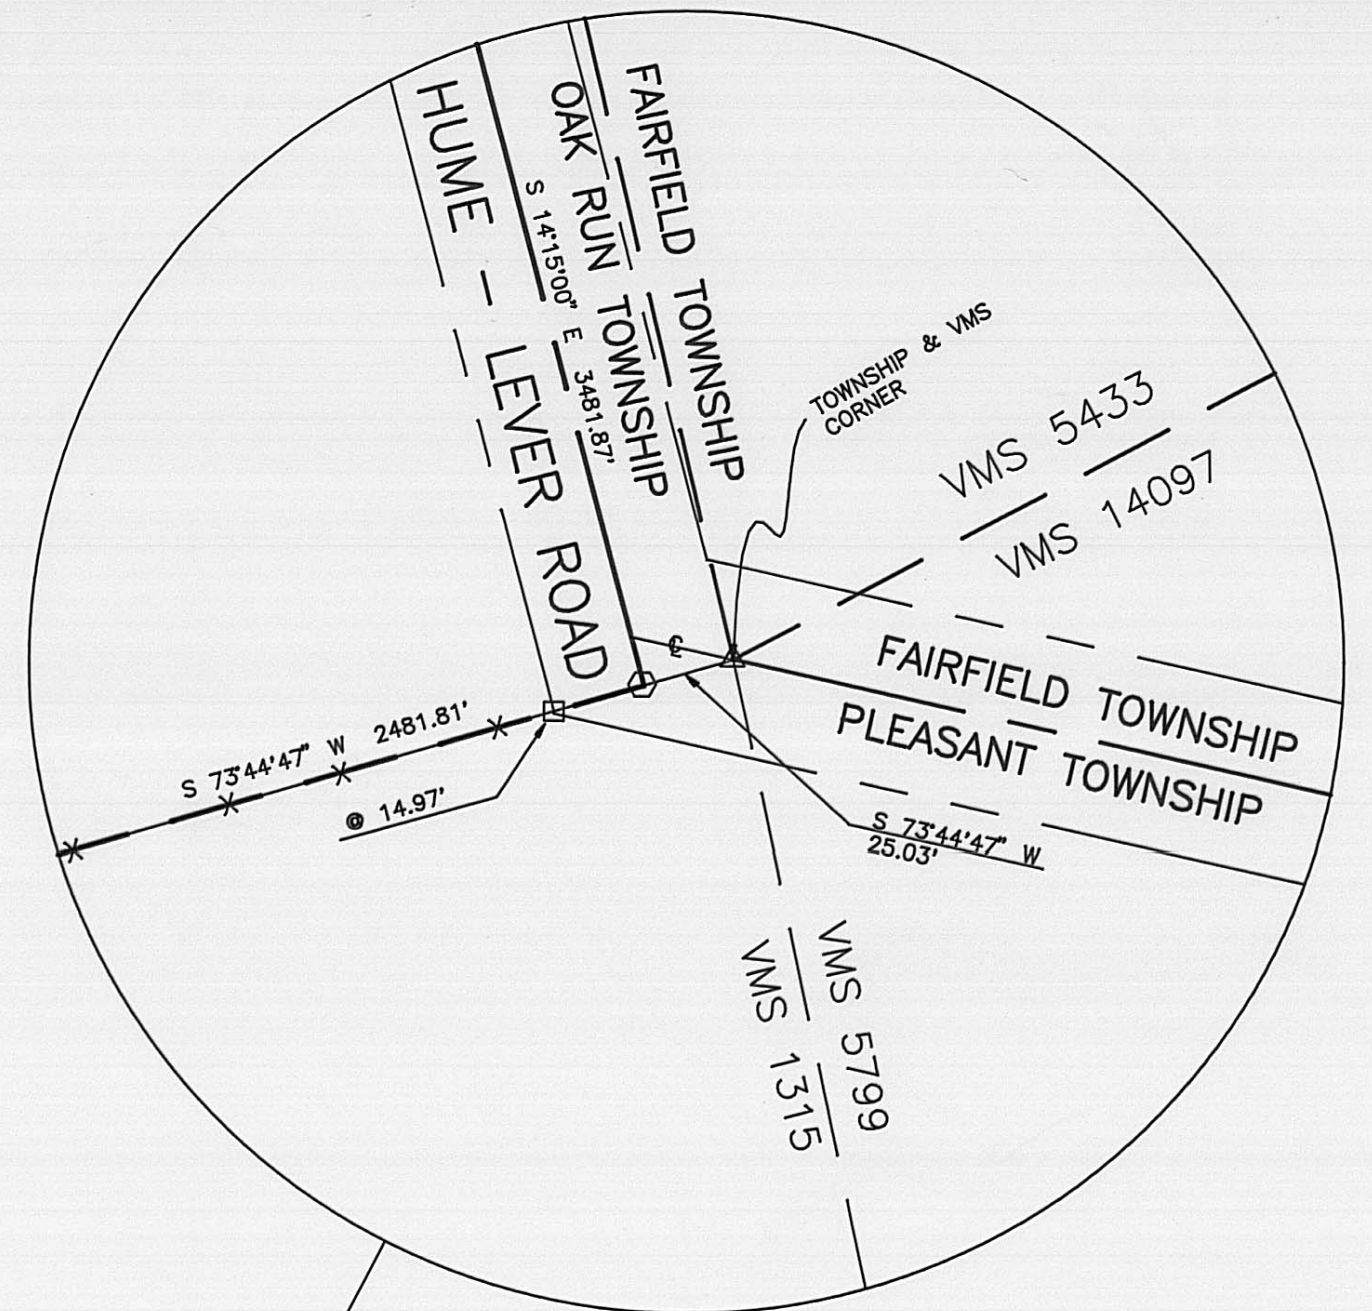 HUME – LEVER ROAD
S 14°15'00" E 3481.87'
OAK RUN TOWNSHIP
FAIRFIELD TOWNSHIP
TOWNSHIP & VMS
CORNER
VMS 5433
VMS 14097
℄
FAIRFIELD TOWNSHIP
PLEASANT TOWNSHIP
S 73°44'47" W 2481.81'
@ 14.97'
S 73°44'47" W
25.03'
VMS 5799
VMS 1315